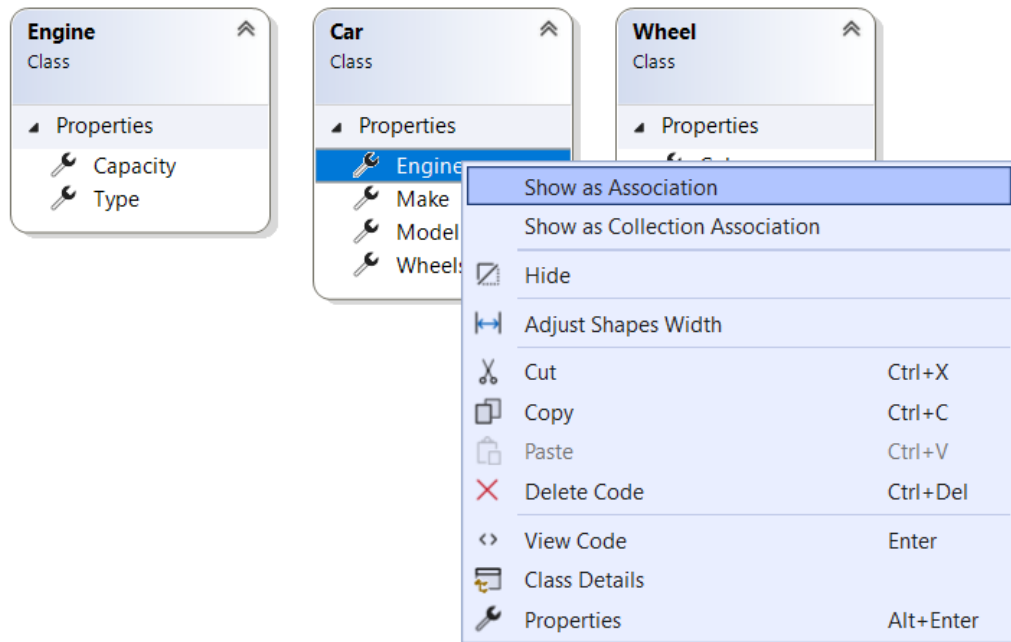 Engine
Class
Properties
Capacity
Type
Car
Class
Properties
Engine
Make
Model
Wheels
Wheel
Class
Properties
Show as Association
Show as Collection Association
Hide
Adjust Shapes Width
Cut Ctrl+X
Copy Ctrl+C
Paste Ctrl+V
Delete Code Ctrl+Del
View Code Enter
Class Details
Properties Alt+Enter